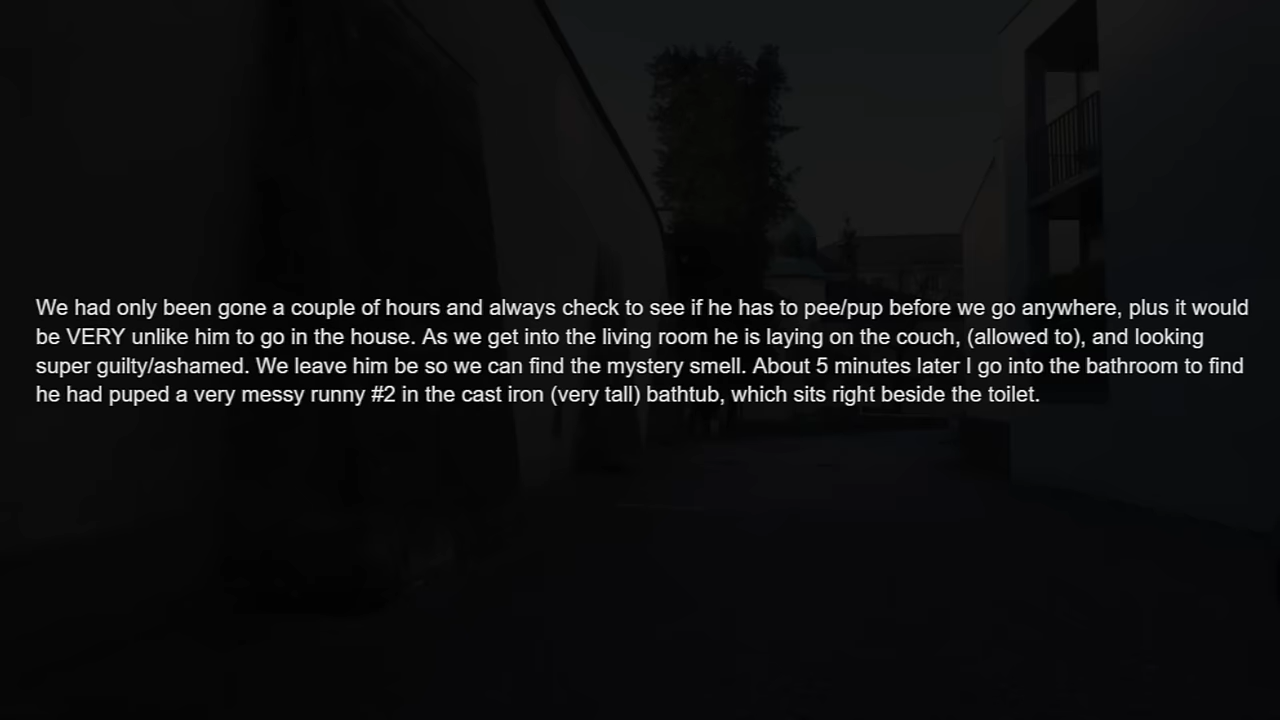 We had only been gone a couple of hours and always check to see if he has to pee/pup before we go anywhere, plus it would
be VERY unlike him to go in the house. As we get into the living room he is laying on the couch, (allowed to), and looking
super guilty/ashamed. We leave him be so we can find the mystery smell. About 5 minutes later I go into the bathroom to find
he had puped a very messy runny #2 in the cast iron (very tall) bathtub, which sits right beside the toilet.